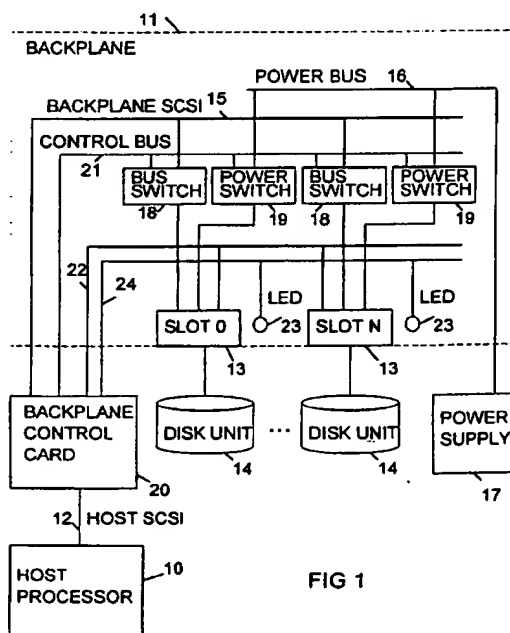 11
BACKPLANE
POWER BUS
16
BACKPLANE SCSI
15
CONTROL BUS
21
BUS SWITCH
POWER SWITCH
BUS SWITCH
POWER SWITCH
18
19
18
19
22
24
LED
LED
SLOT 0
23
SLOT N
23
13
13
BACKPLANE CONTROL CARD
DISK UNIT
...
DISK UNIT
POWER SUPPLY
14
14
20
17
12
HOST SCSI
10
HOST PROCESSOR
FIG 1